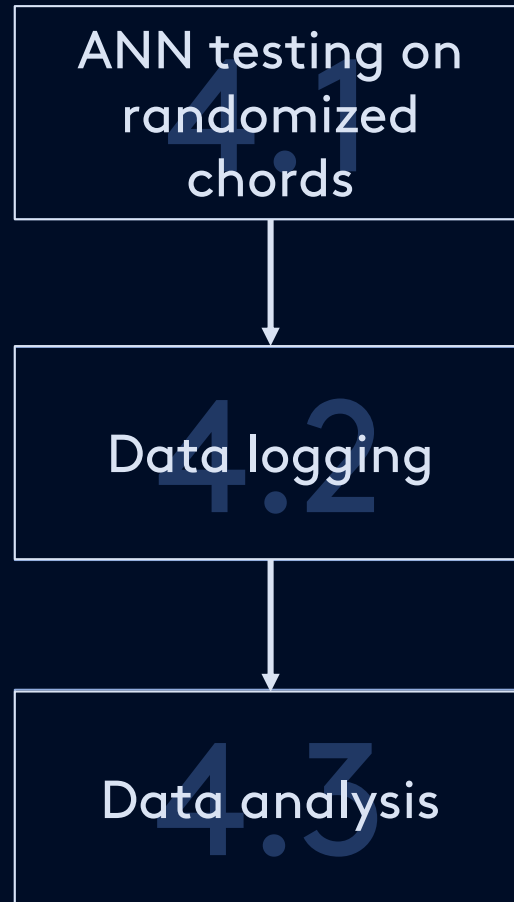 4.1
ANN testing on
randomized
chords
4.2
Data logging
4.3
Data analysis